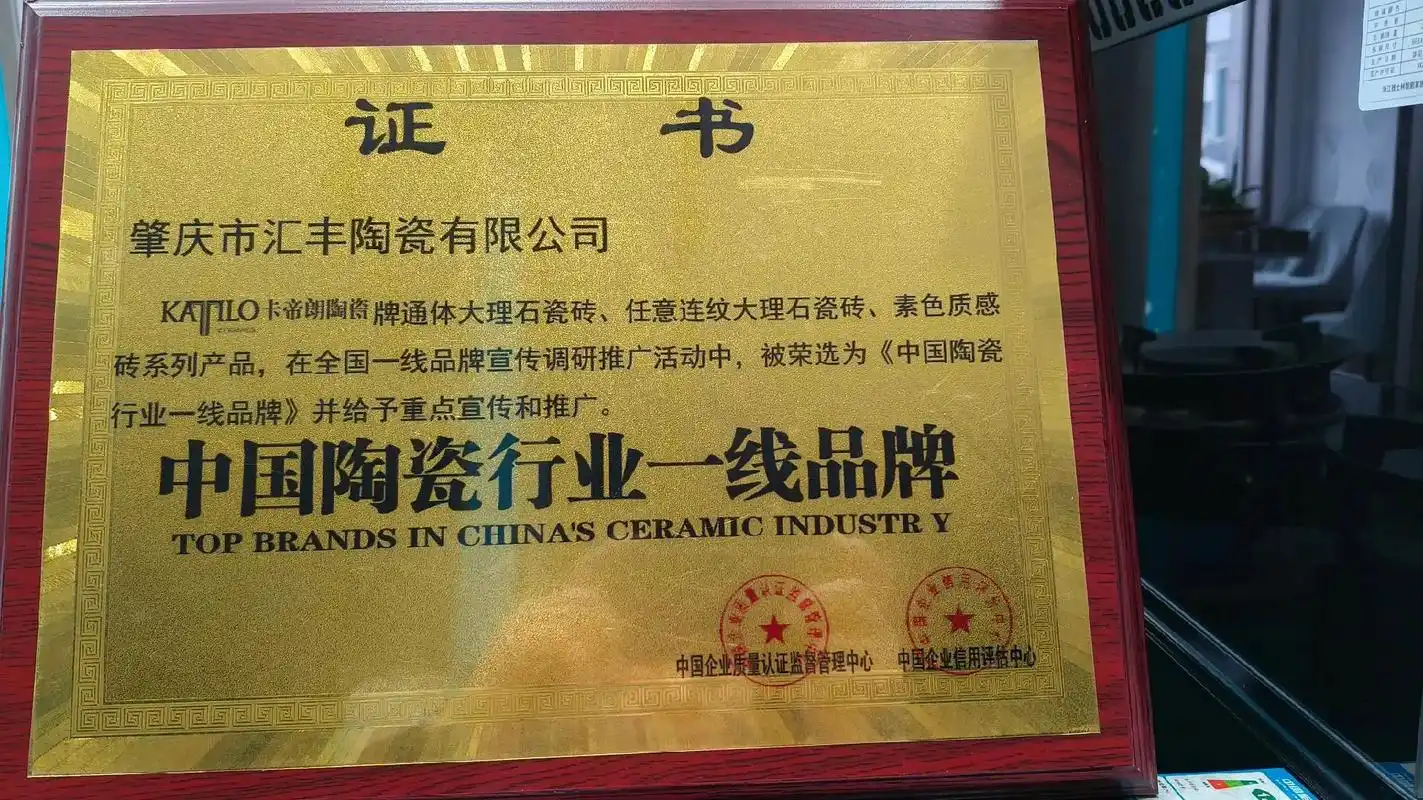 证 书
肇庆市汇丰陶瓷有限公司
KATTILO卡帝朗陶瓷牌通体大理石瓷砖、任意连纹大理石瓷砖、素色质感
CERAMICS
砖系列产品，在全国一线品牌宣传调研推广活动中，被荣选为《中国陶瓷
行业一线品牌》并给予重点宣传和推广。
中国陶瓷行业一线品牌
TOP BRANDS IN CHINA'S CERAMIC INDUSTR Y
中国企业质量认证监督管理中心
中国企业信用评估中心